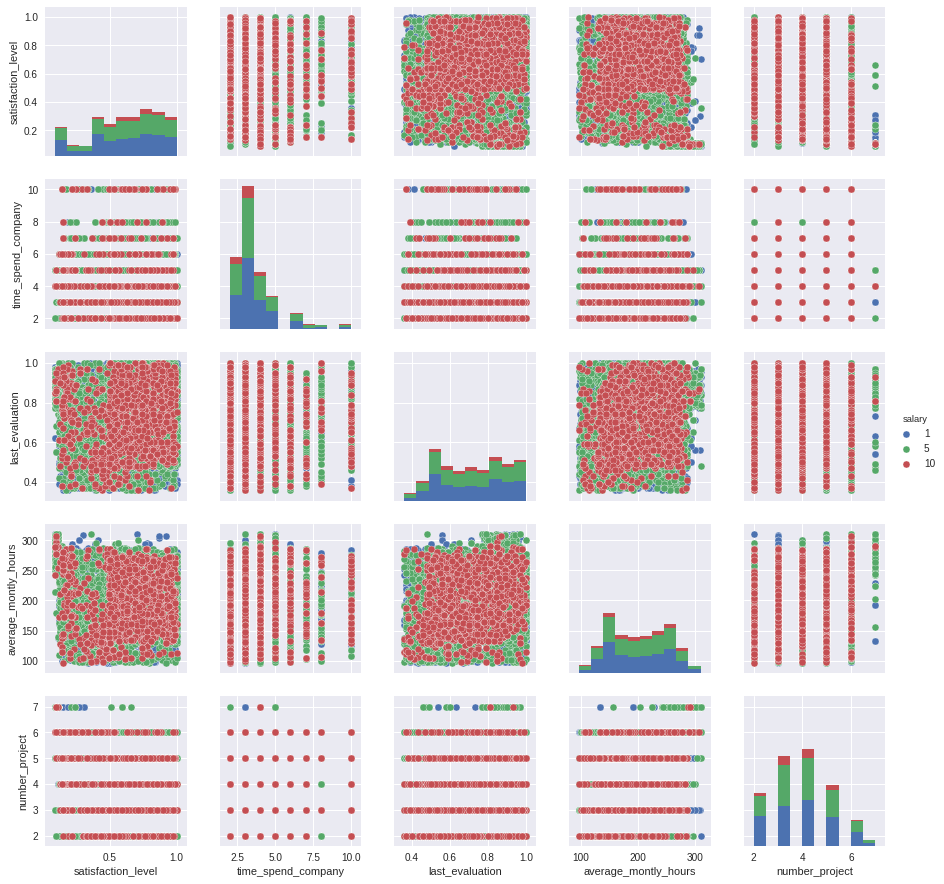 1.0
0.8
0.6
0.4
0.2
satisfaction_level
10
8
6
4
2
time_spend_company
1.0
0.8
0.6
0.4
last_evaluation
salary
1
5
10
300
250
200
150
100
average_montly_hours
7
6
5
4
3
2
number_project
0.5 1.0
2.5 5.0 7.5 10.0
0.4 0.6 0.8 1.0
100 200 300
2 4 6
satisfaction_level
time_spend_company
last_evaluation
average_montly_hours
number_project